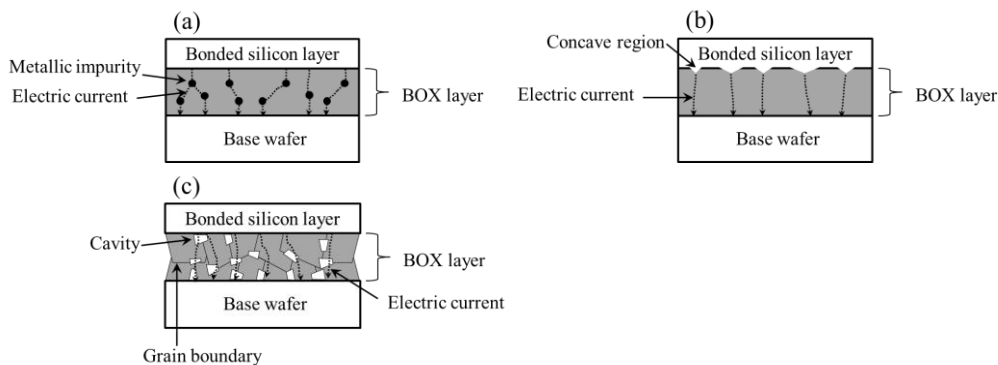 (a)
Bonded silicon layer
Metallic impurity
Electric current
BOX layer
Base wafer
(b)
Concave region
Bonded silicon layer
Electric current
BOX layer
Base wafer
(c)
Bonded silicon layer
Cavity
BOX layer
Electric current
Base wafer
Grain boundary